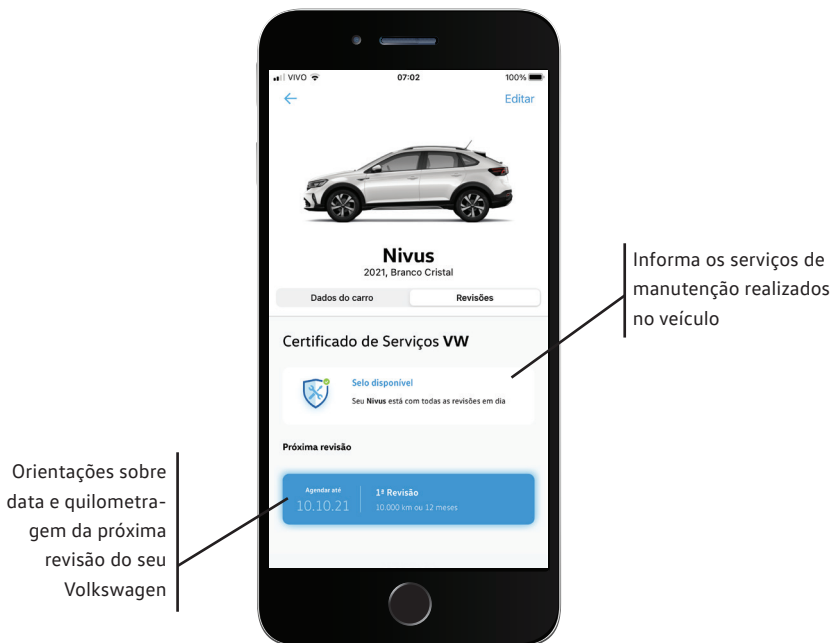 VIVO
07:02
100%
Editar
Nivus
2021, Branco Cristal
Dados do carro
Revisões
Certificado de Serviços VW
Selo disponível
Seu Nivus está com todas as revisões em dia
Próxima revisão
Agendar até
10.10.21
1ª Revisão
10.000 km ou 12 meses
Informa os serviços de
manutenção realizados
no veículo
Orientações sobre
data e quilometra-
gem da próxima
revisão do seu
Volkswagen